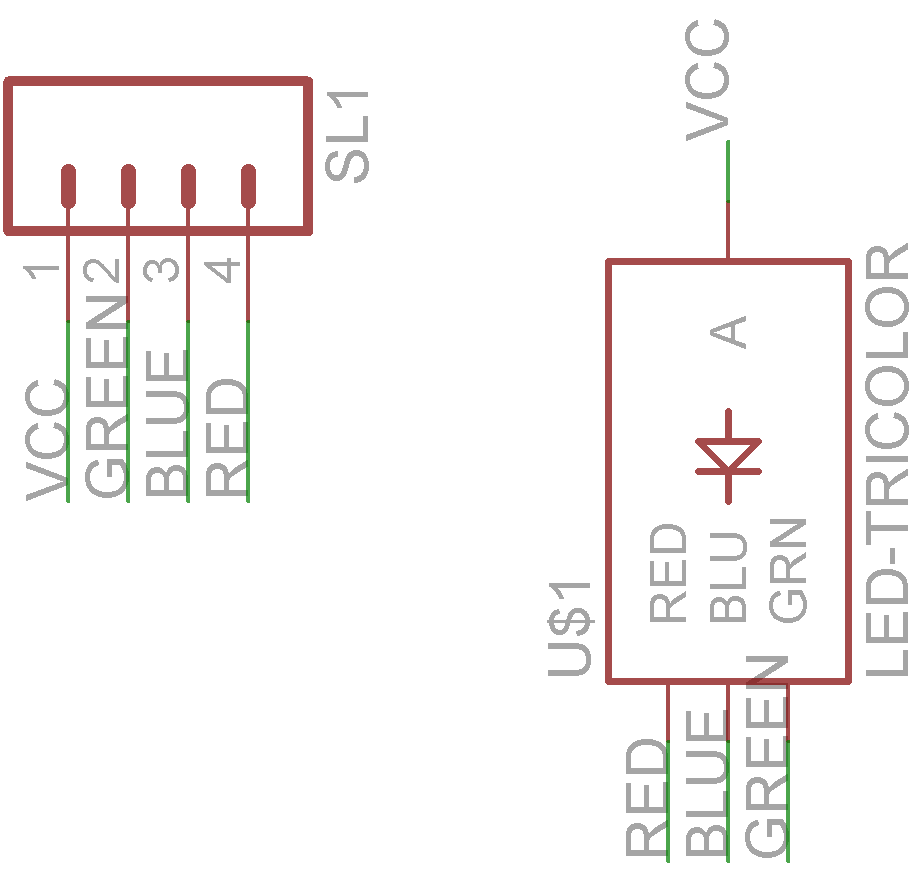 SL1
1
2
3
4
VCC
GREEN
BLUE
RED
VCC
A
RED
BLU
GRN
U$1
LED-TRICOLOR
RED
BLUE
GREEN